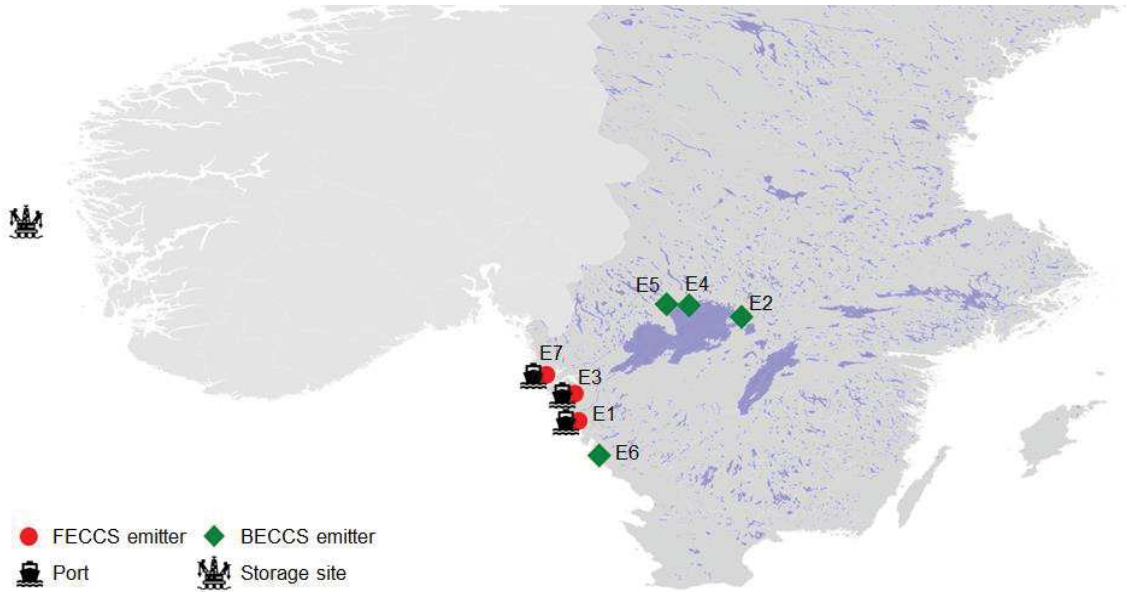 E5 E4
E2
E7
E3
E1
E6
FECCS emitter BECCS emitter
Port Storage site